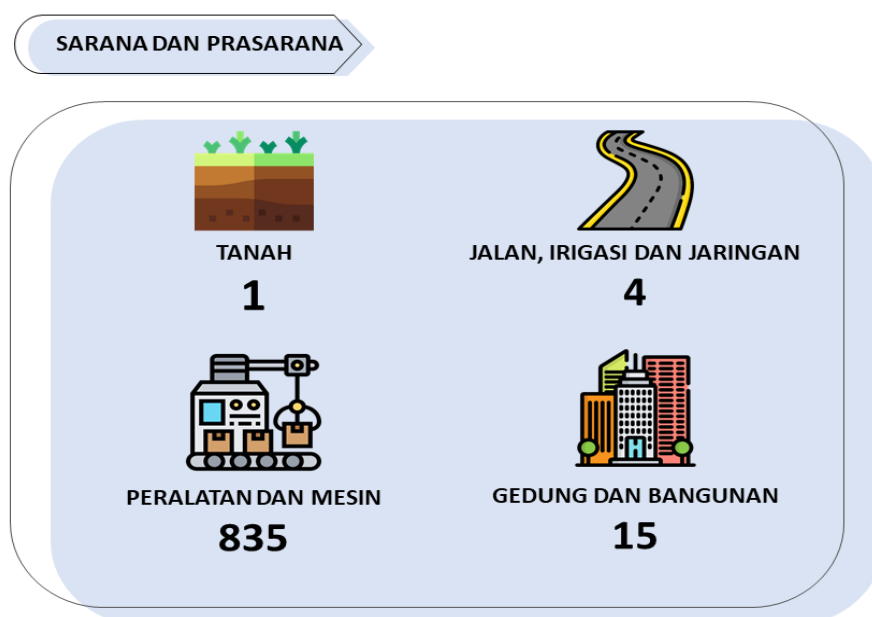 SARANA DAN PRASARANA
TANAH
1
JALAN, IRIGASI DAN JARINGAN
4
PERALATAN DAN MESIN
835
GEDUNG DAN BANGUNAN
15